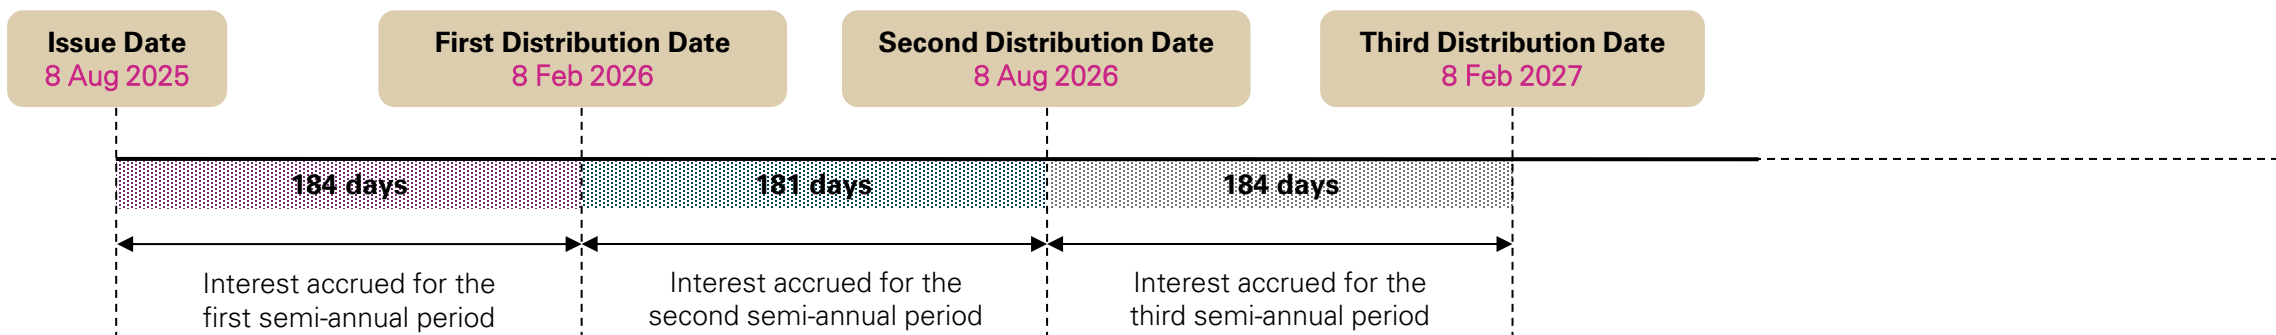 Issue Date
8 Aug 2025
First Distribution Date
8 Feb 2026
Second Distribution Date
8 Aug 2026
Third Distribution Date
8 Feb 2027
184 days
181 days
184 days
Interest accrued for the
first semi-annual period
Interest accrued for the
second semi-annual period
Interest accrued for the
third semi-annual period